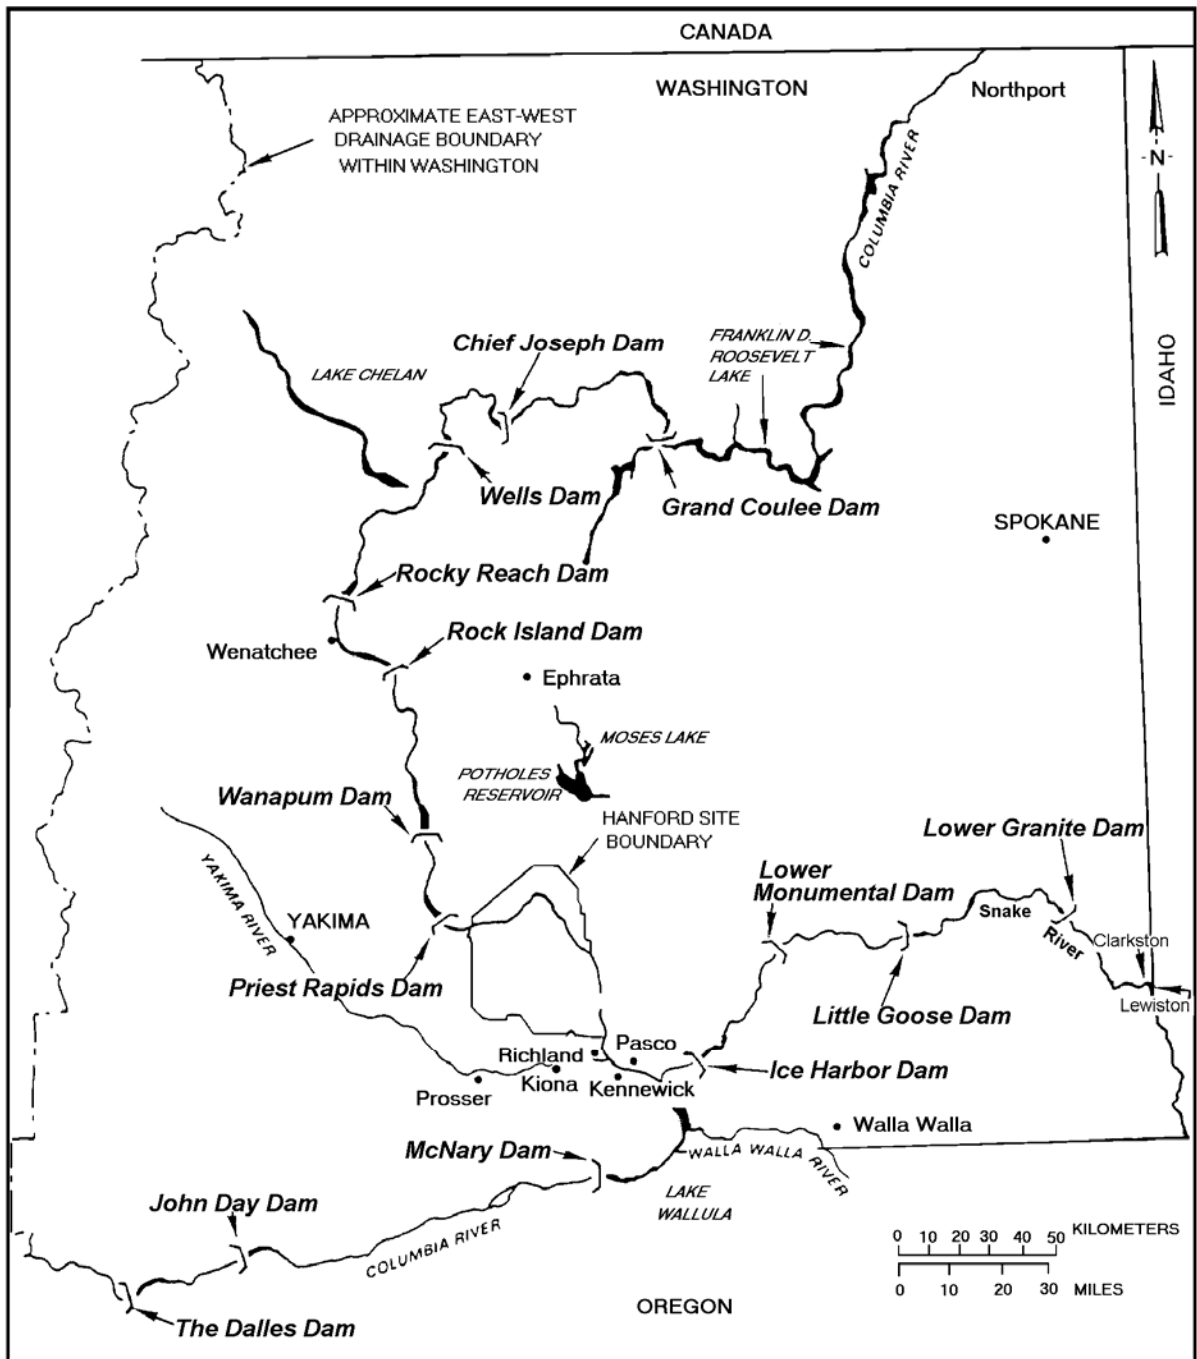 CANADA
WASHINGTON
Northport
APPROXIMATE EAST-WEST
DRAINAGE BOUNDARY
WITHIN WASHINGTON
COLUMBIA RIVER
-N-
IDAHO
FRANKLIN D.
ROOSEVELT
LAKE
Chief Joseph Dam
LAKE CHELAN
Wells Dam
Grand Coulee Dam
SPOKANE
Rocky Reach Dam
Rock Island Dam
Wenatchee
Ephrata
MOSES LAKE
POTHOLES
RESERVOIR
Wanapum Dam
HANFORD SITE
BOUNDARY
Lower Granite Dam
Lower
Monumental Dam
YAKIMA RIVER
YAKIMA
Snake
River
Clarkston
Lewiston
Priest Rapids Dam
Little Goose Dam
Richland
Pasco
Kiona
Kennewick
Prosser
Ice Harbor Dam
Walla Walla
McNary Dam
WALLA WALLA RIVER
LAKE
WALLULA
John Day Dam
COLUMBIA RIVER
0 10 20 30 40 50 KILOMETERS
0 10 20 30 MILES
OREGON
The Dalles Dam